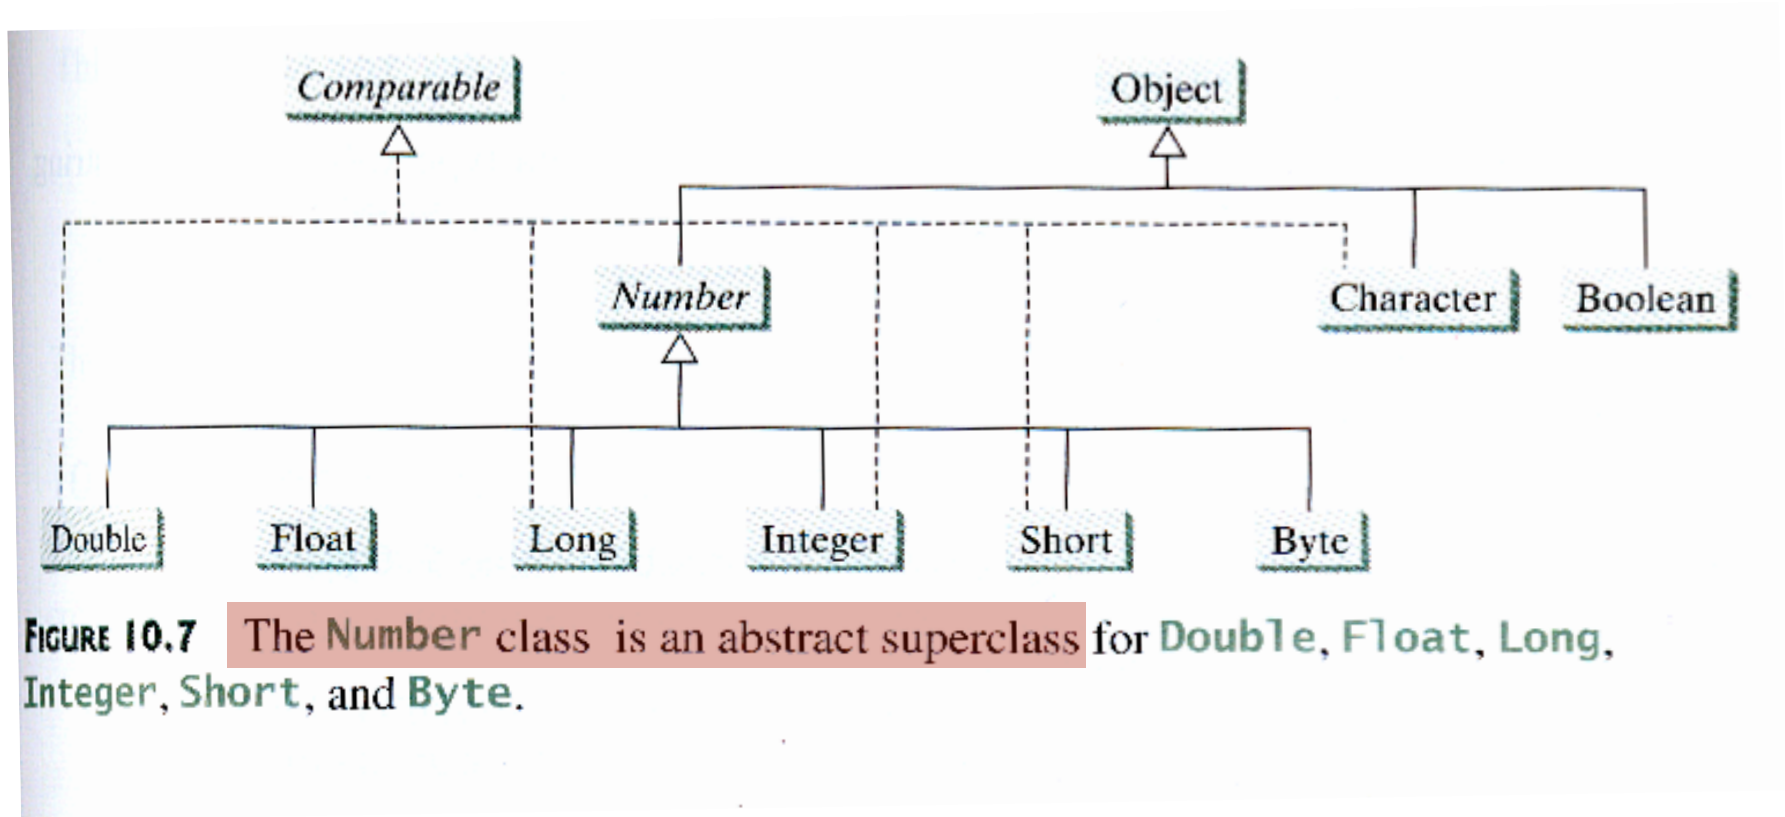 Comparable Object
Number Character Boolean
Double Float Long Integer Short Byte
FIGURE 10.7 The Number class is an abstract superclass for Double, Float, Long,
Integer, Short, and Byte.